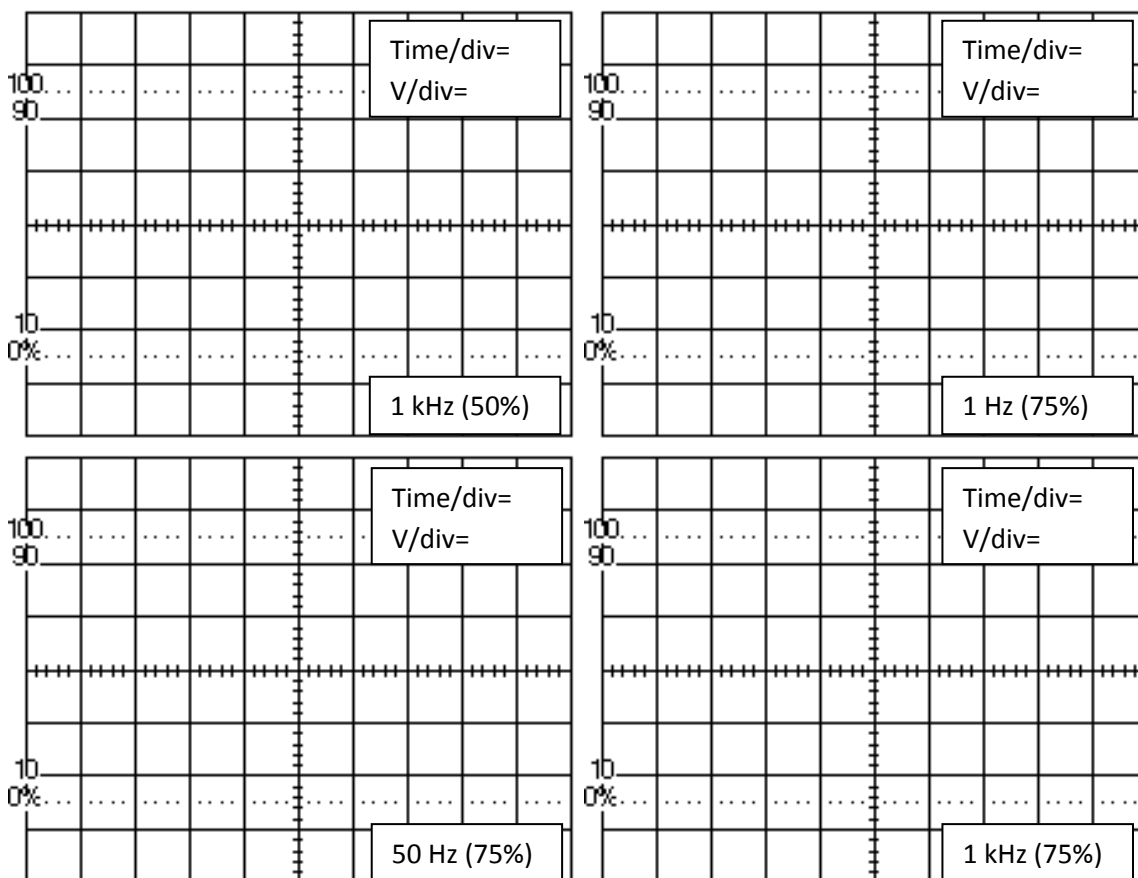 Time/div=
V/div=
100
90
10
0%
1 kHz (50%)
Time/div=
V/div=
100
90
10
0%
1 Hz (75%)
Time/div=
V/div=
100
90
10
0%
50 Hz (75%)
Time/div=
V/div=
100
90
10
0%
1 kHz (75%)